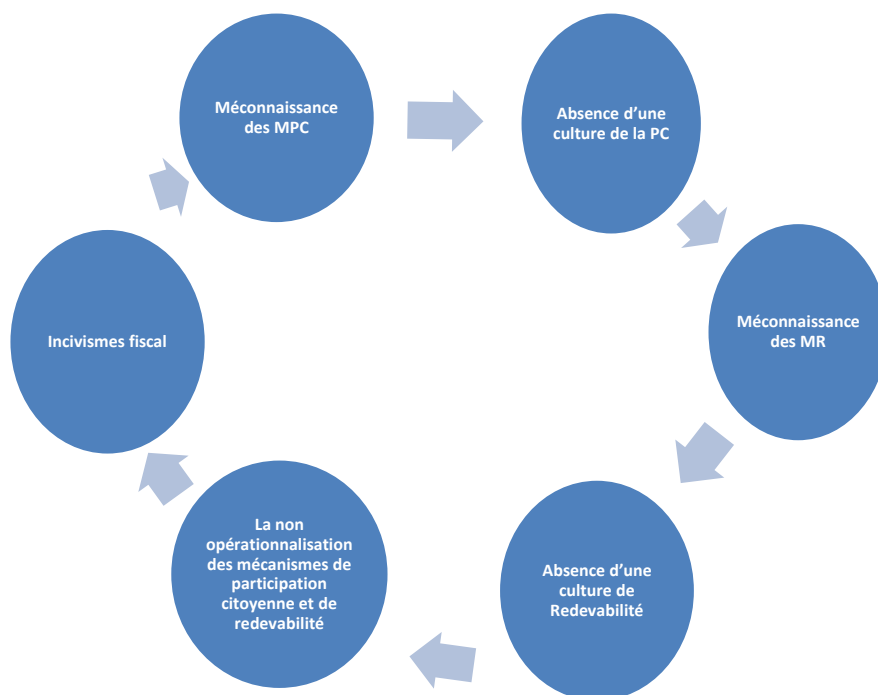 Méconnaissance
des MPC
Absence d'une
culture de la PC
Méconnaissance
des MR
Absence d'une
culture de
Redevabilité
La non
opérationnalisation
des mécanismes de
participation
citoyenne et de
redevabilité
Incivismes fiscal